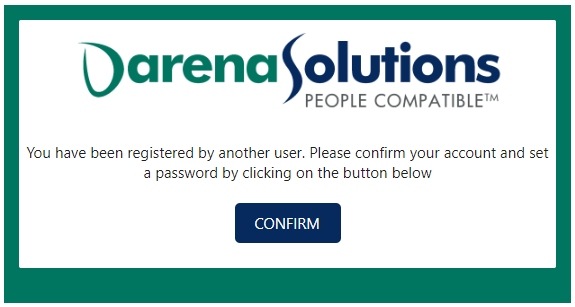 DarenaSolutions
PEOPLE COMPATIBLE™
You have been registered by another user. Please confirm your account and set
a password by clicking on the button below
CONFIRM